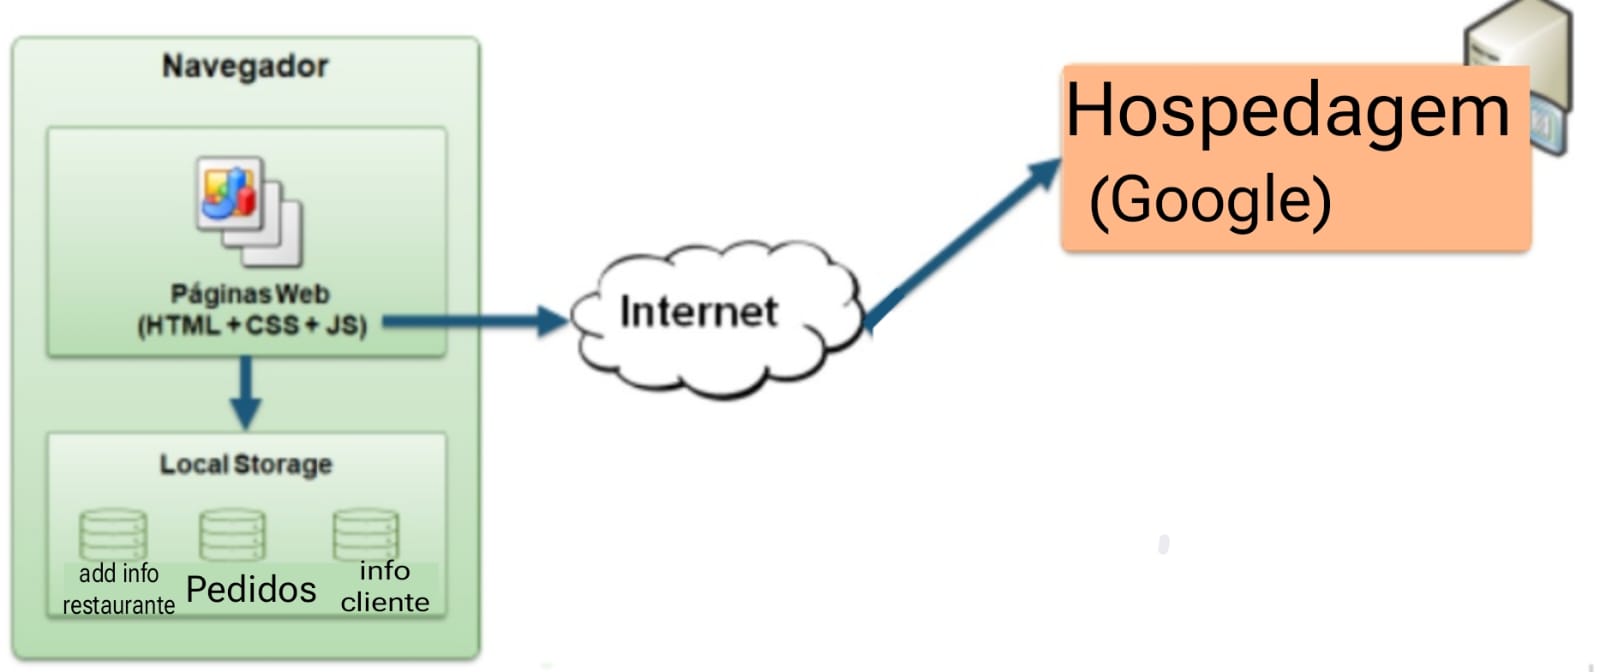 Navegador
Páginas Web
(HTML + CSS + JS)
Local Storage
add info
restaurante
Pedidos
info
cliente
Internet
Hospedagem
(Google)